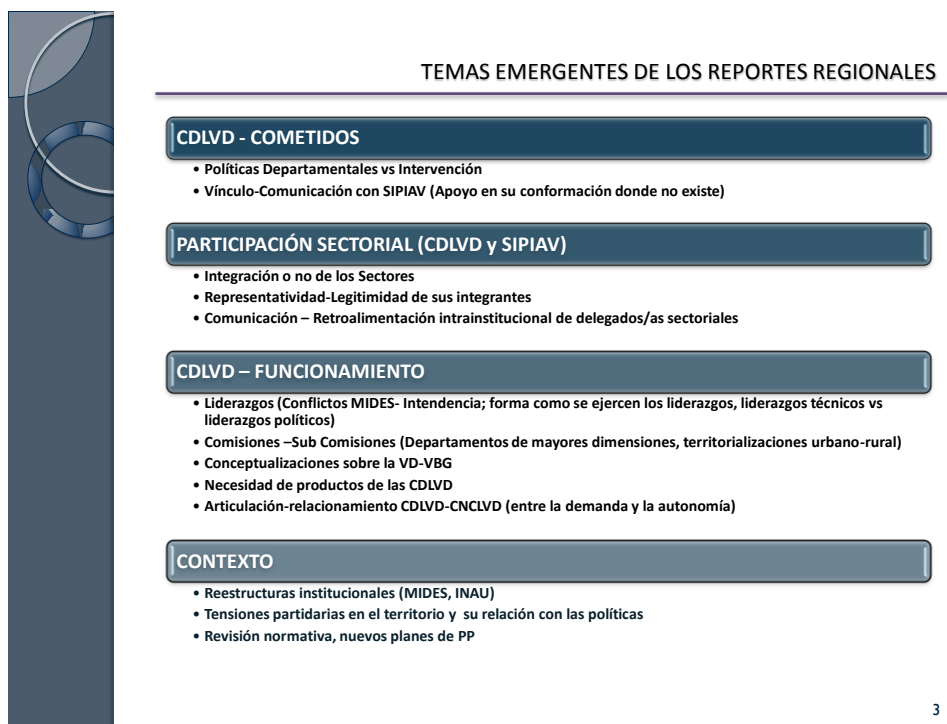 TEMAS EMERGENTES DE LOS REPORTES REGIONALES
CDLVD - COMETIDOS
• Políticas Departamentales vs Intervención
• Vínculo-Comunicación con SIPIAV (Apoyo en su conformación donde no existe)
PARTICIPACIÓN SECTORIAL (CDLVD y SIPIAV)
• Integración o no de los Sectores
• Representatividad-Legitimidad de sus integrantes
• Comunicación – Retroalimentación intrainstitucional de delegados/as sectoriales
CDLVD – FUNCIONAMIENTO
• Liderazgos (Conflictos MIDES- Intendencia; forma como se ejercen los liderazgos, liderazgos técnicos vs
liderazgos políticos)
• Comisiones –Sub Comisiones (Departamentos de mayores dimensiones, territorializaciones urbano-rural)
• Conceptualizaciones sobre la VD-VBG
• Necesidad de productos de las CDLVD
• Articulación-relacionamiento CDLVD-CNCLVD (entre la demanda y la autonomía)
CONTEXTO
• Reestructuras institucionales (MIDES, INAU)
• Tensiones partidarias en el territorio y su relación con las políticas
• Revisión normativa, nuevos planes de PP
3